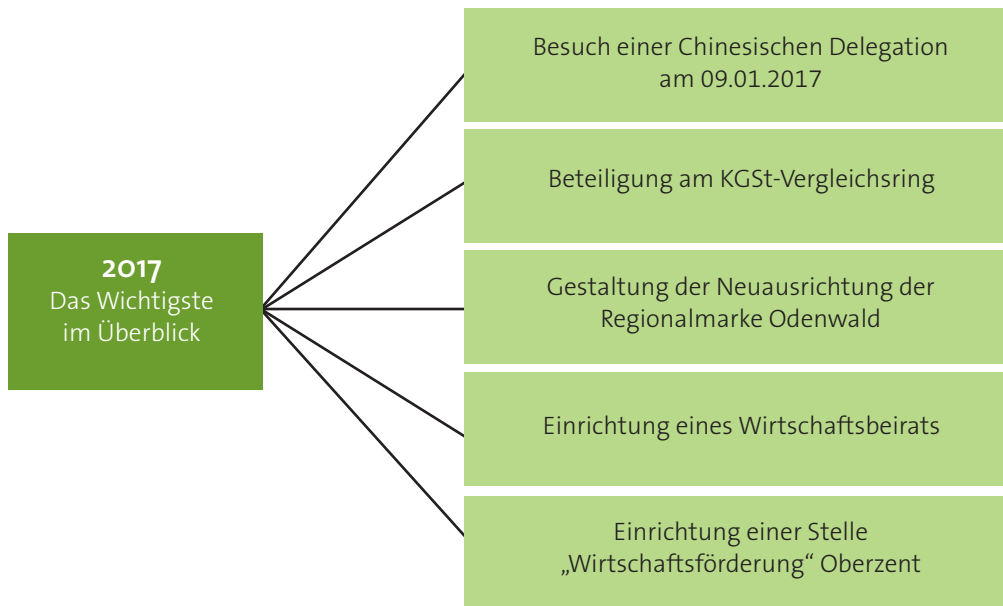 2017
Das Wichtigste
im Überblick
Besuch einer Chinesischen Delegation
am 09.01.2017
Beteiligung am KGSt-Vergleichsring
Gestaltung der Neuausrichtung der
Regionalmarke Odenwald
Einrichtung eines Wirtschaftsbeirats
Einrichtung einer Stelle
„Wirtschaftsförderung“ Oberzent